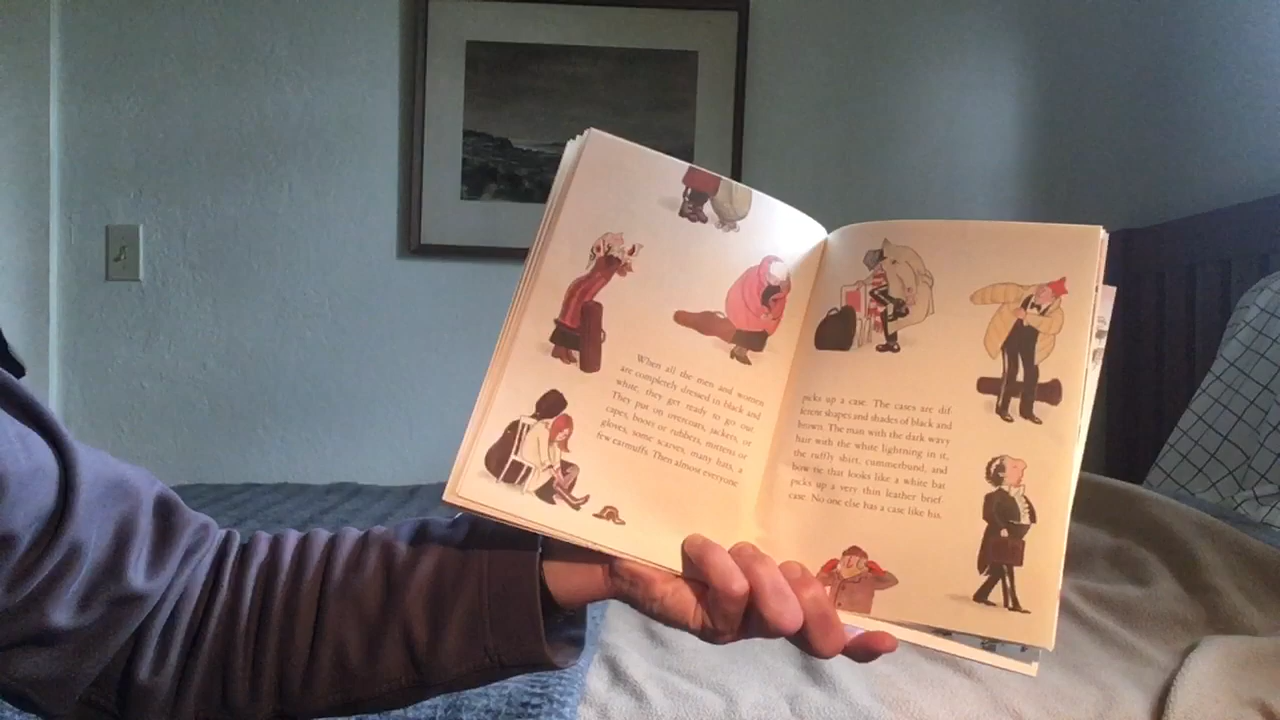 When all the men and women
are completely dressed in black and
white, they get ready to go out.
They put on overcoats, jackets, or
capes, boots or rubbers, mittens or
gloves, some scarves, many hats, a
few earmuffs. Then almost everyone
picks up a case. The cases are dif-
ferent shapes and shades of black and
brown. The man with the dark wavy
hair with the white lightning in it,
the ruffly shirt, cummerbund, and
bow tie that looks like a white bat
picks up a very thin leather brief
case. No one else has a case like his.